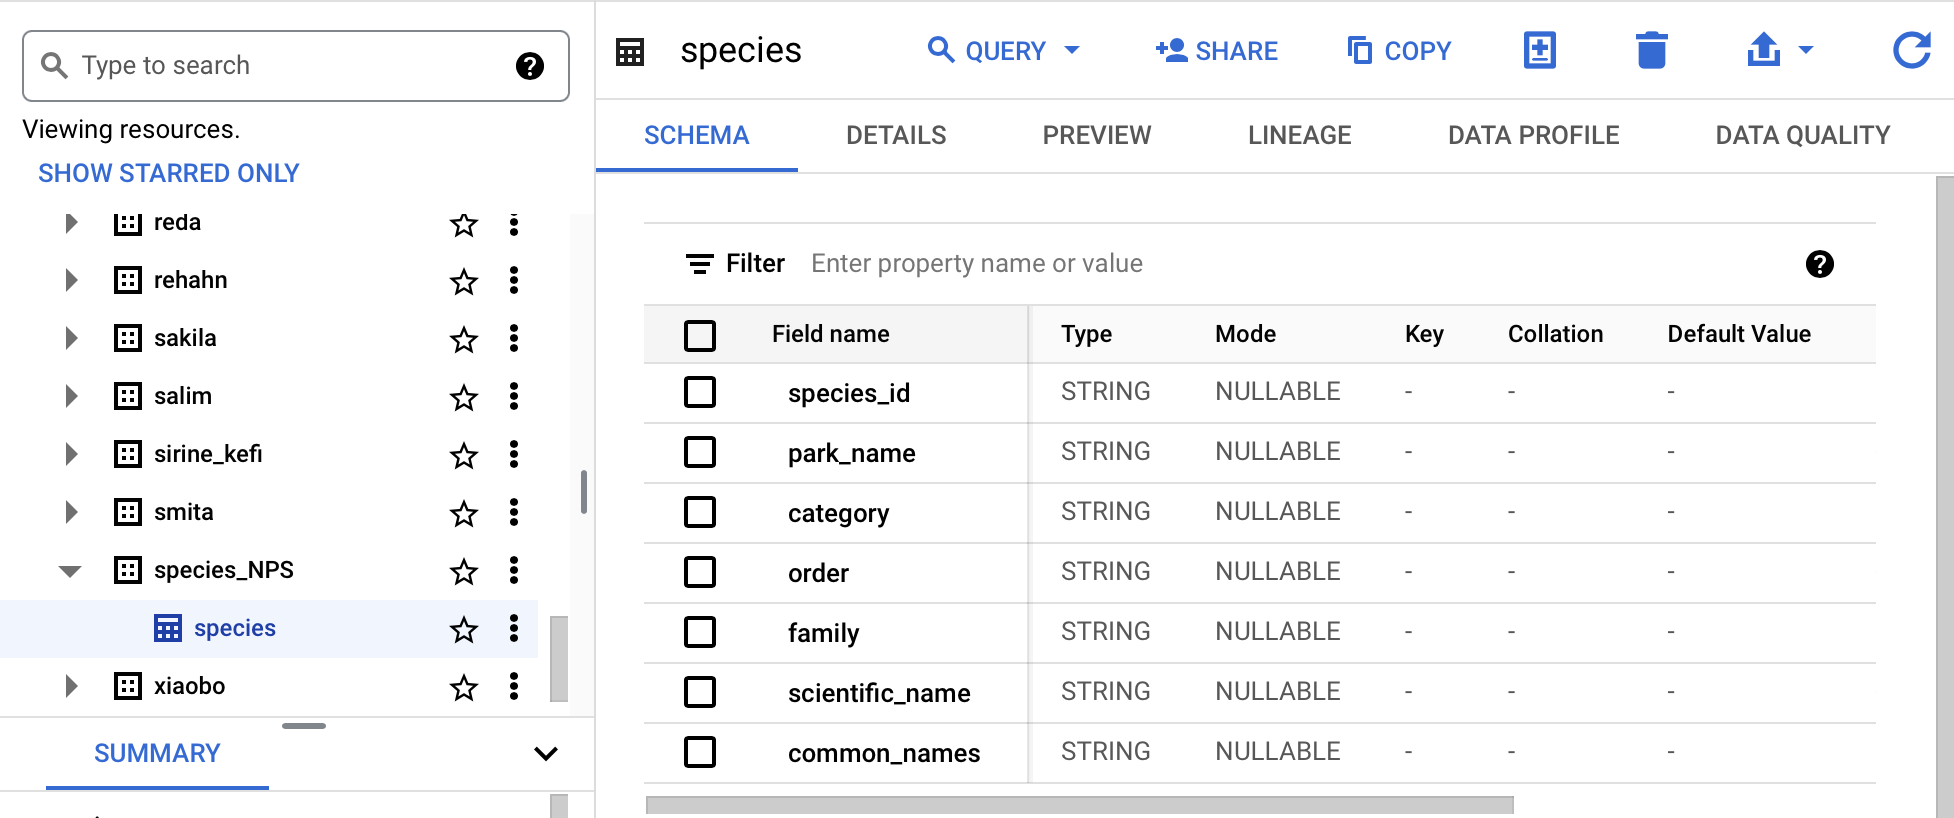 Type to search
Viewing resources.
SHOW STARRED ONLY
reda
rehahn
sakila
salim
sirine_kefi
smita
species_NPS
species
xiaobo
SUMMARY
species QUERY SHARE COPY
SCHEMA DETAILS PREVIEW LINEAGE DATA PROFILE DATA QUALITY
Filter Enter property name or value
Field name Type Mode Key Collation Default Value
species_id STRING NULLABLE - - -
park_name STRING NULLABLE - - -
category STRING NULLABLE - - -
order STRING NULLABLE - - -
family STRING NULLABLE - - -
scientific_name STRING NULLABLE - - -
common_names STRING NULLABLE - - -